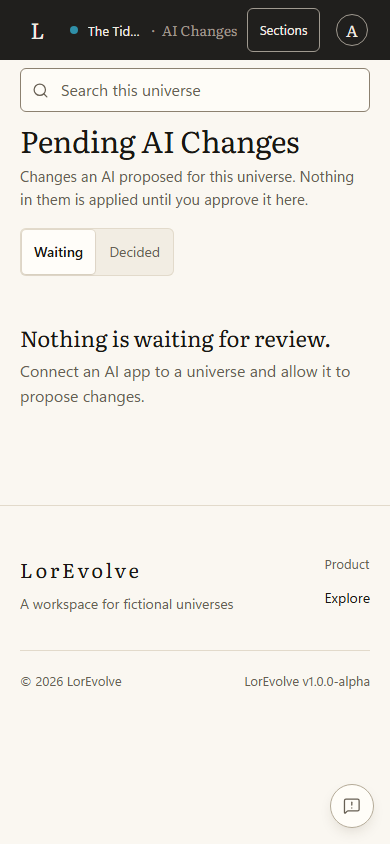 L
The Tid... · AI Changes
Sections
A
Search this universe
Pending AI Changes
Changes an AI proposed for this universe. Nothing
in them is applied until you approve it here.
Waiting
Decided
Nothing is waiting for review.
Connect an AI app to a universe and allow it to
propose changes.
LorEvolve
A workspace for fictional universes
Product
Explore
© 2026 LorEvolve
LorEvolve v1.0.0-alpha